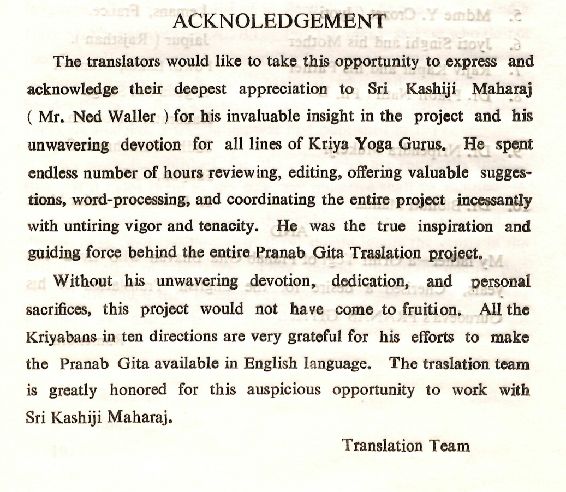 ACKNOLEDGEMENT
The translators would like to take this opportunity to express and
acknowledge their deepest appreciation to Sri Kashiji Maharaj
( Mr. Ned Waller ) for his invaluable insight in the project and his
unwavering devotion for all lines of Kriya Yoga Gurus. He spent
endless number of hours reviewing, editing, offering valuable sugges-
tions, word-processing, and coordinating the entire project incessantly
with untiring vigor and tenacity. He was the true inspiration and
guiding force behind the entire Pranab Gita Traslation project.
Without his unwavering devotion, dedication, and personal
sacrifices, this project would not have come to fruition. All the
Kriyabans in ten directions are very grateful for his efforts to make
the Pranab Gita available in English language. The traslation team
is greatly honored for this auspicious opportunity to work with
Sri Kashiji Maharaj.
Translation Team